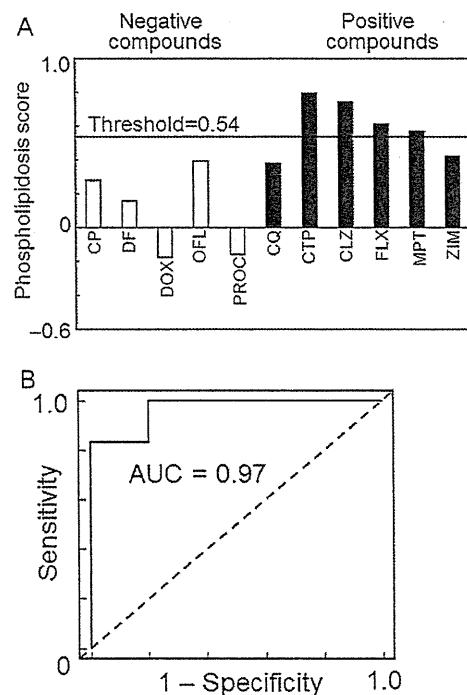 A
Negative compounds
Positive compounds
Phospholipidosis score
1.0
0
−0.6
Threshold=0.54
CP
DF
DOX
OFL
PROC
CQ
CTP
CLZ
FLX
MPT
ZIM
B
Sensitivity
1.0
0
AUC = 0.97
1 – Specificity
1.0